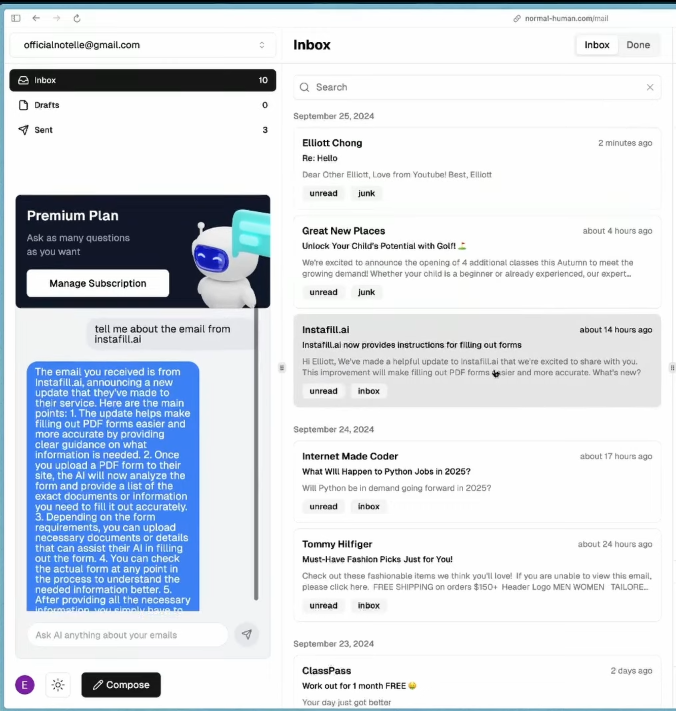 normal-human.com/mail
officialnotelle@gmail.com
Inbox 10
Drafts 0
Sent 3
Premium Plan
Ask as many questions
as you want
Manage Subscription
tell me about the email from
instafill.ai
The email you received is from
Instafill.ai, announcing a new
update that they've made to
their service. Here are the main
points: 1. The update helps make
filling out PDF forms easier and
more accurate by providing
clear guidance on what
information is needed. 2. Once
you upload a PDF form to their
site, the AI will now analyze the
form and provide a list of the
exact documents or information
you need to fill it out accurately.
3. Depending on the form
requirements, you can upload
necessary documents or details
that can assist their AI in filling
out the form. 4. You can check
the actual form at any point in
the process to understand the
needed information better. 5.
After providing all the necessary
information, you simply have to
Ask AI anything about your emails
E
Compose
Inbox
Inbox Done
Search
September 25, 2024
Elliott Chong 2 minutes ago
Re: Hello
Dear Other Elliott, Love from Youtube! Best, Elliott
unread junk
Great New Places about 4 hours ago
Unlock Your Child's Potential with Golf! ⛳
We're excited to announce the opening of 4 additional classes this Autumn to meet the
growing demand! Whether your child is a beginner or already experienced, our expert...
unread junk
Instafill.ai about 14 hours ago
Instafill.ai now provides instructions for filling out forms
Hi Elliott, We've made a helpful update to Instafill.ai that we're excited to share with you.
This improvement will make filling out PDF forms easier and more accurate. What's new?
unread inbox
September 24, 2024
Internet Made Coder about 17 hours ago
What Will Happen to Python Jobs in 2025?
Will Python be in demand going forward in 2025?
unread inbox
Tommy Hilfiger about 24 hours ago
Must-Have Fashion Picks Just for You!
Check out these fashionable items we think you'll love! If you are unable to view this email,
please click here. FREE SHIPPING on orders $150+ Header Logo MEN WOMEN TAILORE...
unread inbox
September 23, 2024
ClassPass 2 days ago
Work out for 1 month FREE 😀
Your day just got better